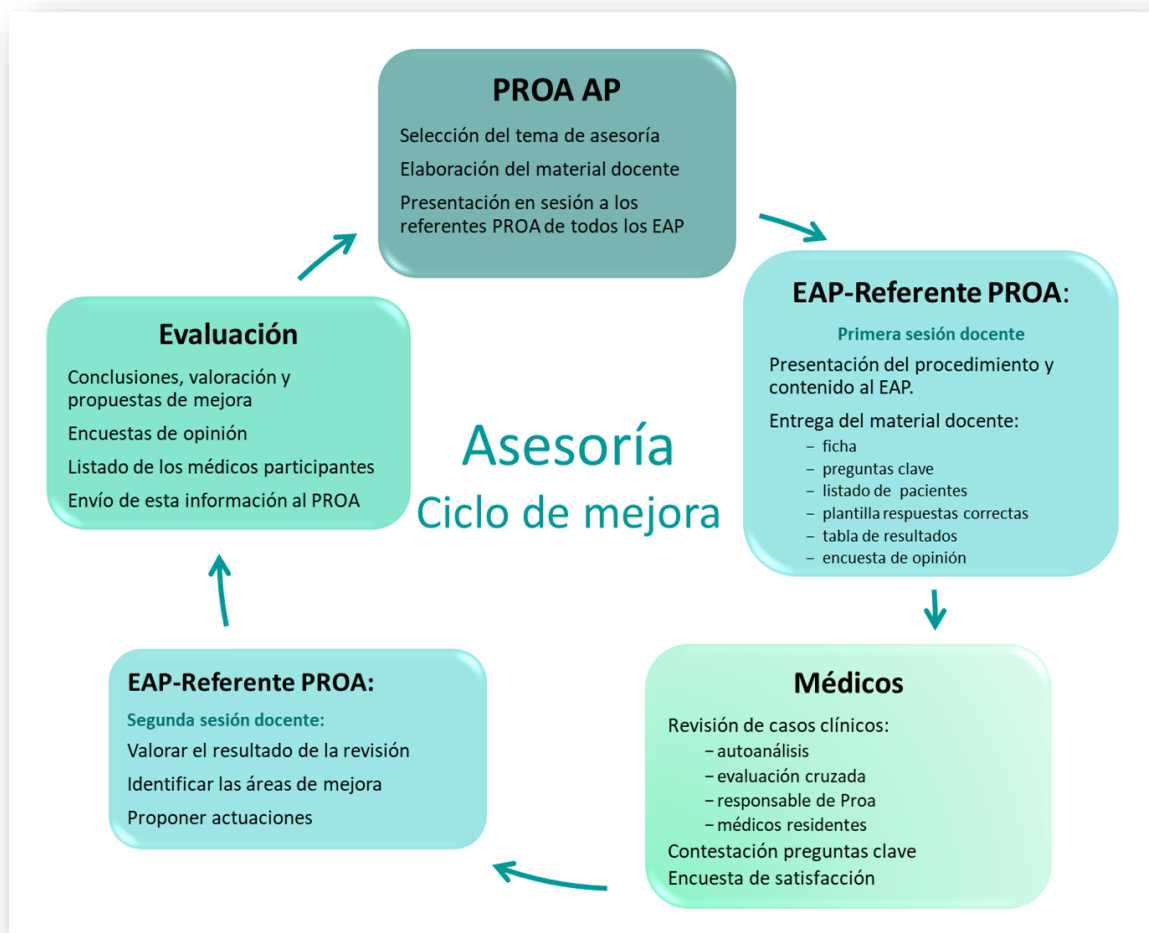 PROA AP
Selección del tema de asesoría
Elaboración del material docente
Presentación en sesión a los
referentes PROA de todos los EAP
EAP-Referente PROA:
Primera sesión docente
Presentación del procedimiento y
contenido al EAP.
Entrega del material docente:
– ficha
– preguntas clave
– listado de pacientes
– plantilla respuestas correctas
– tabla de resultados
– encuesta de opinión
Médicos
Revisión de casos clínicos:
– autoanálisis
– evaluación cruzada
– responsable de Proa
– médicos residentes
Contestación preguntas clave
Encuesta de satisfacción
EAP-Referente PROA:
Segunda sesión docente:
Valorar el resultado de la revisión
Identificar las áreas de mejora
Proponer actuaciones
Evaluación
Conclusiones, valoración y
propuestas de mejora
Encuestas de opinión
Listado de los médicos participantes
Envío de esta información al PROA
Asesoría
Ciclo de mejora